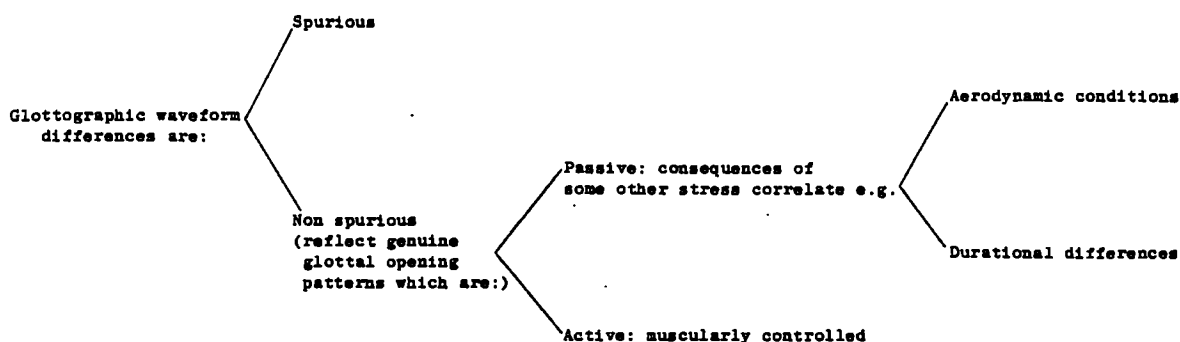 Spurious
Glottographic waveform
differences are:
Non spurious
(reflect genuine
glottal opening
patterns which are:)
Passive: consequences of
some other stress correlate e.g.
Active: muscularly controlled
Aerodynamic conditions
Durational differences